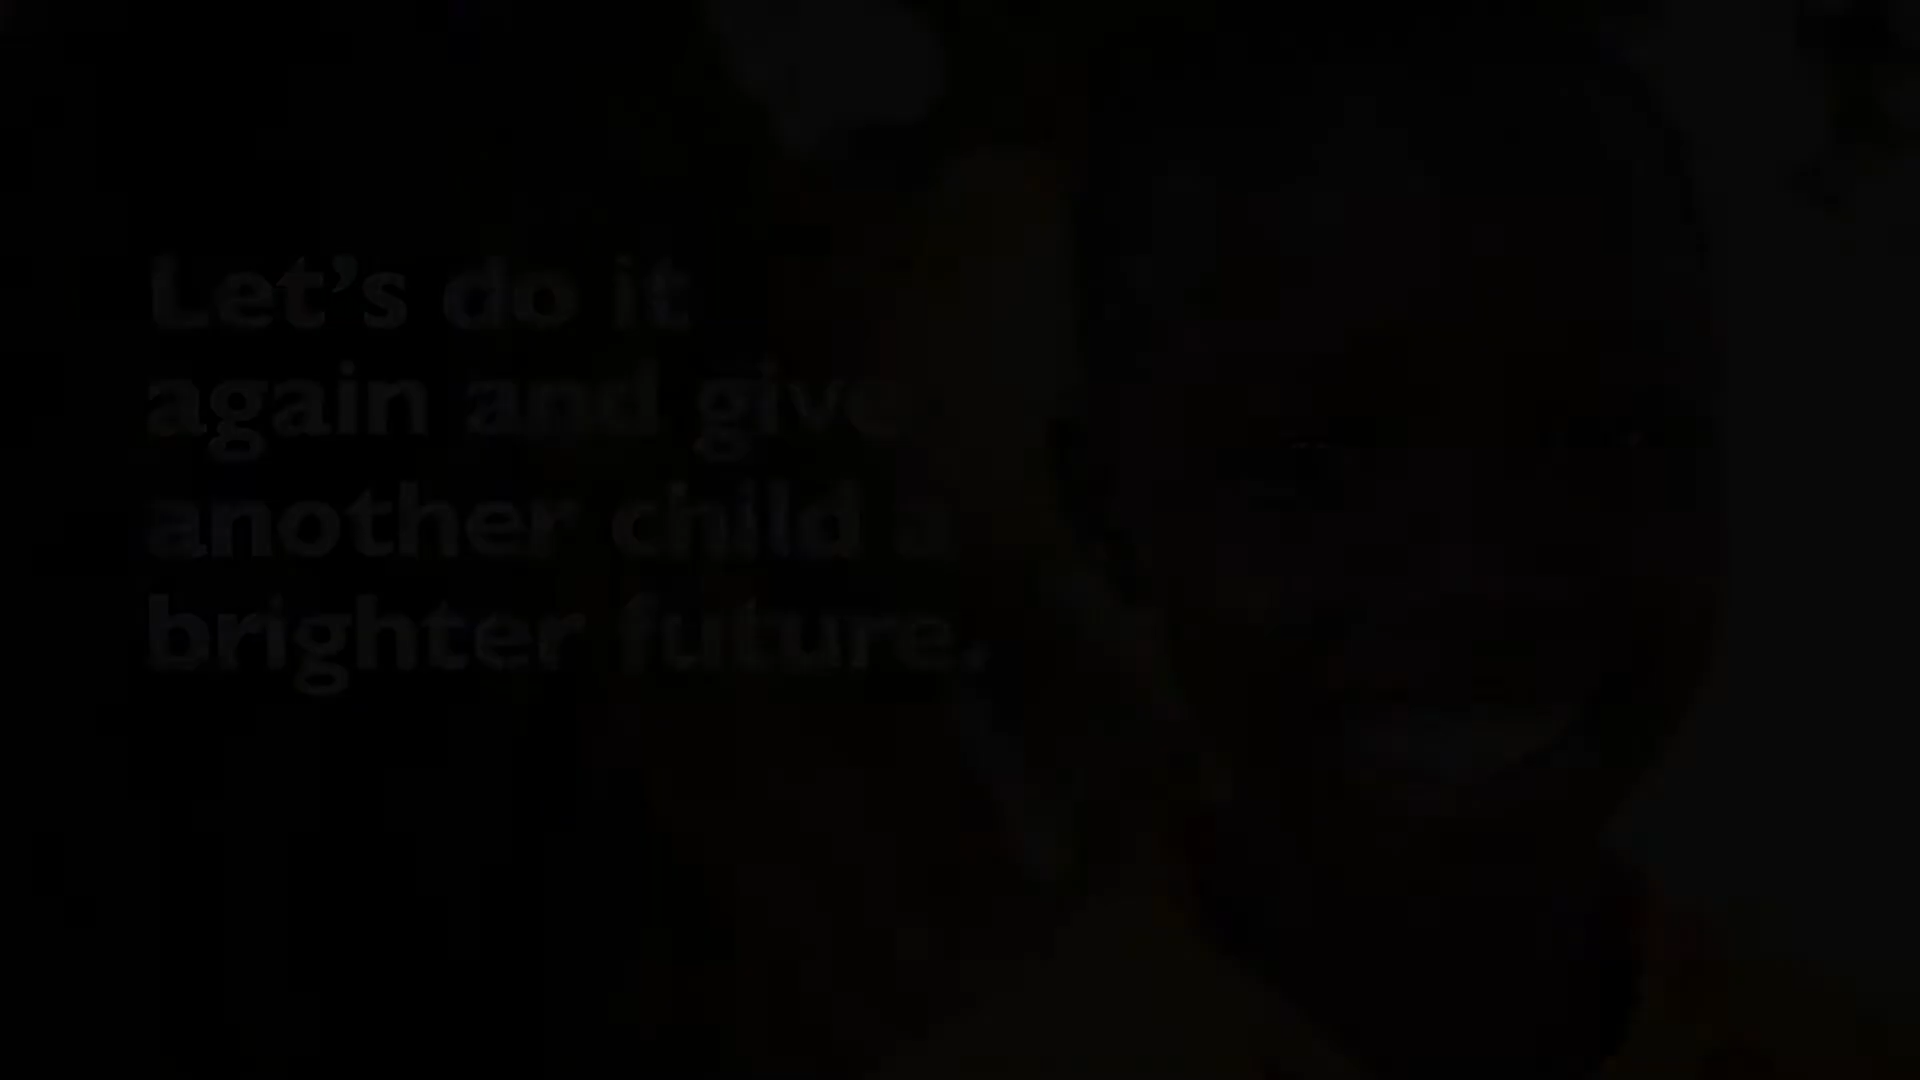 Let’s do it
again and give
another child a
brighter future.